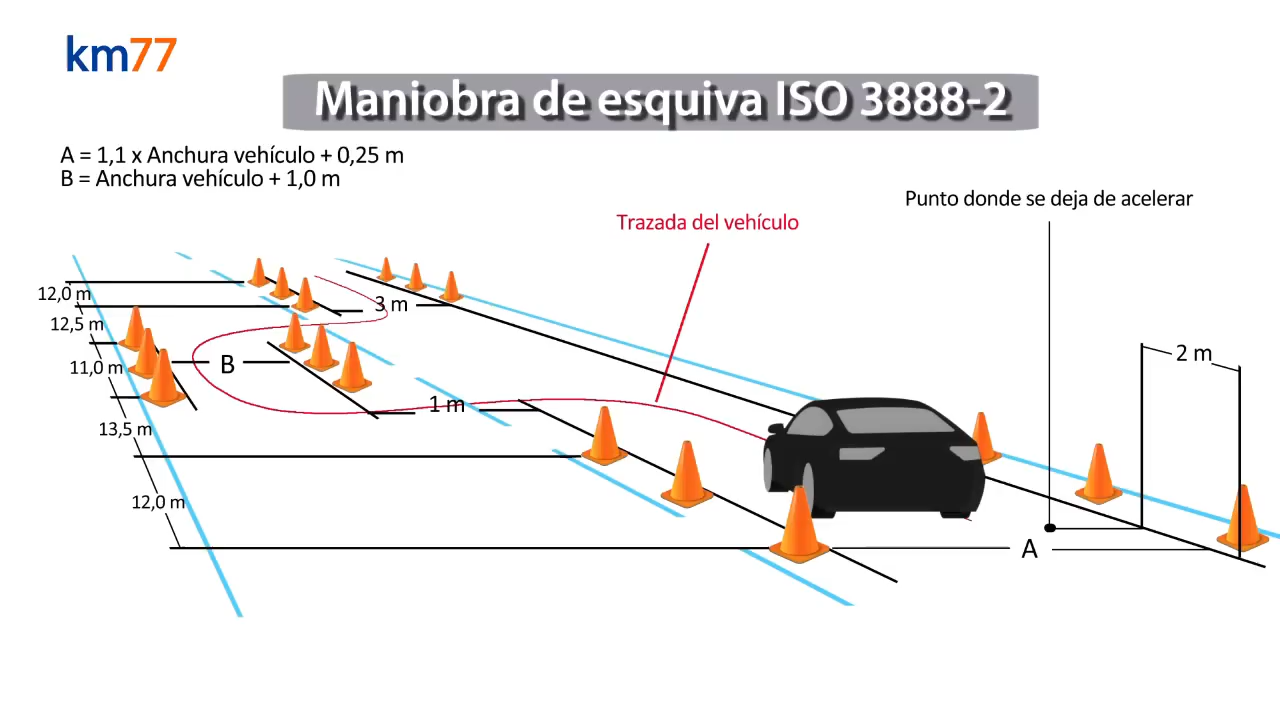 km77
Maniobra de esquiva ISO 3888-2
A = 1,1 x Anchura vehículo + 0,25 m
B = Anchura vehículo + 1,0 m
Punto donde se deja de acelerar
Trazada del vehículo
12,0 m
3 m
12,5 m
2 m
11,0 m
B
1 m
13,5 m
12,0 m
A